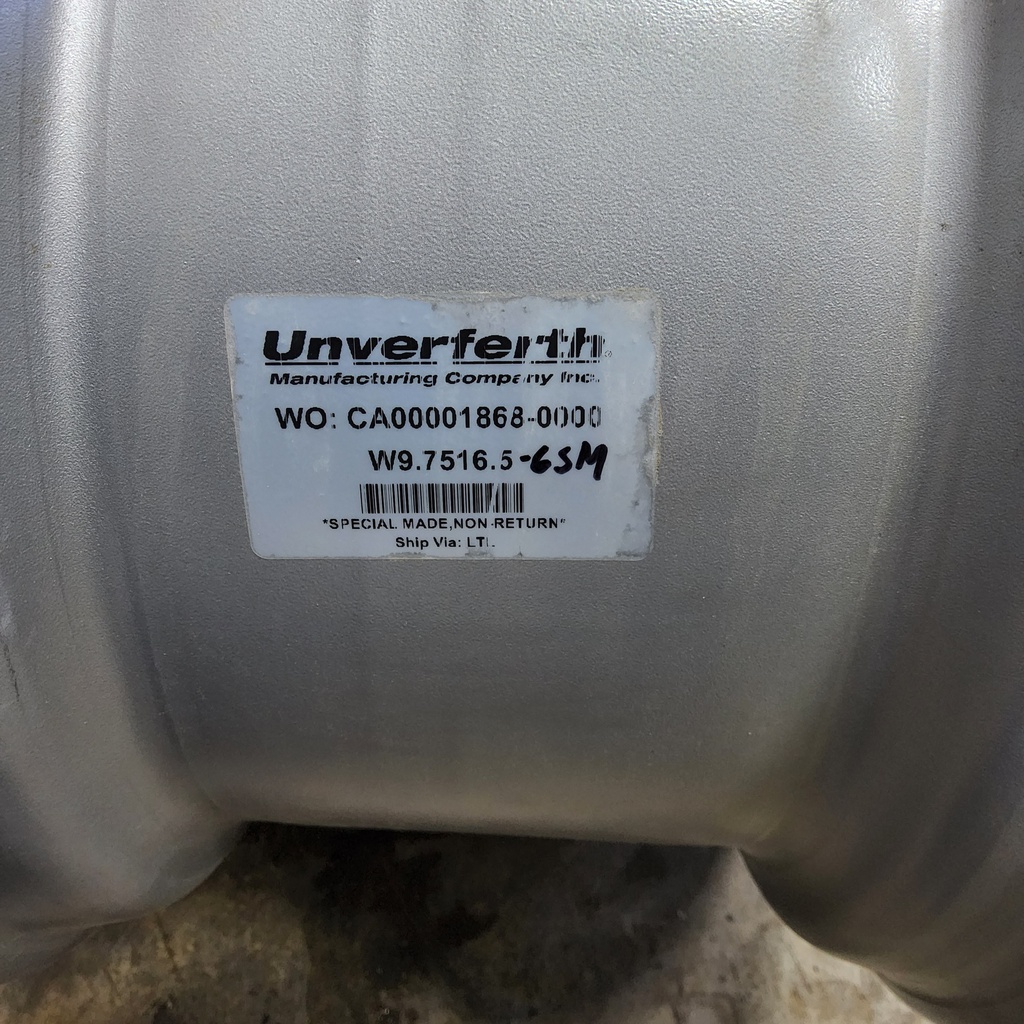 Unverferth
Manufacturing Company Inc.
WO: CA00001868-0000
W9.7516.5-6SM
*SPECIAL MADE,NON-RETURN*
Ship Via: LTL